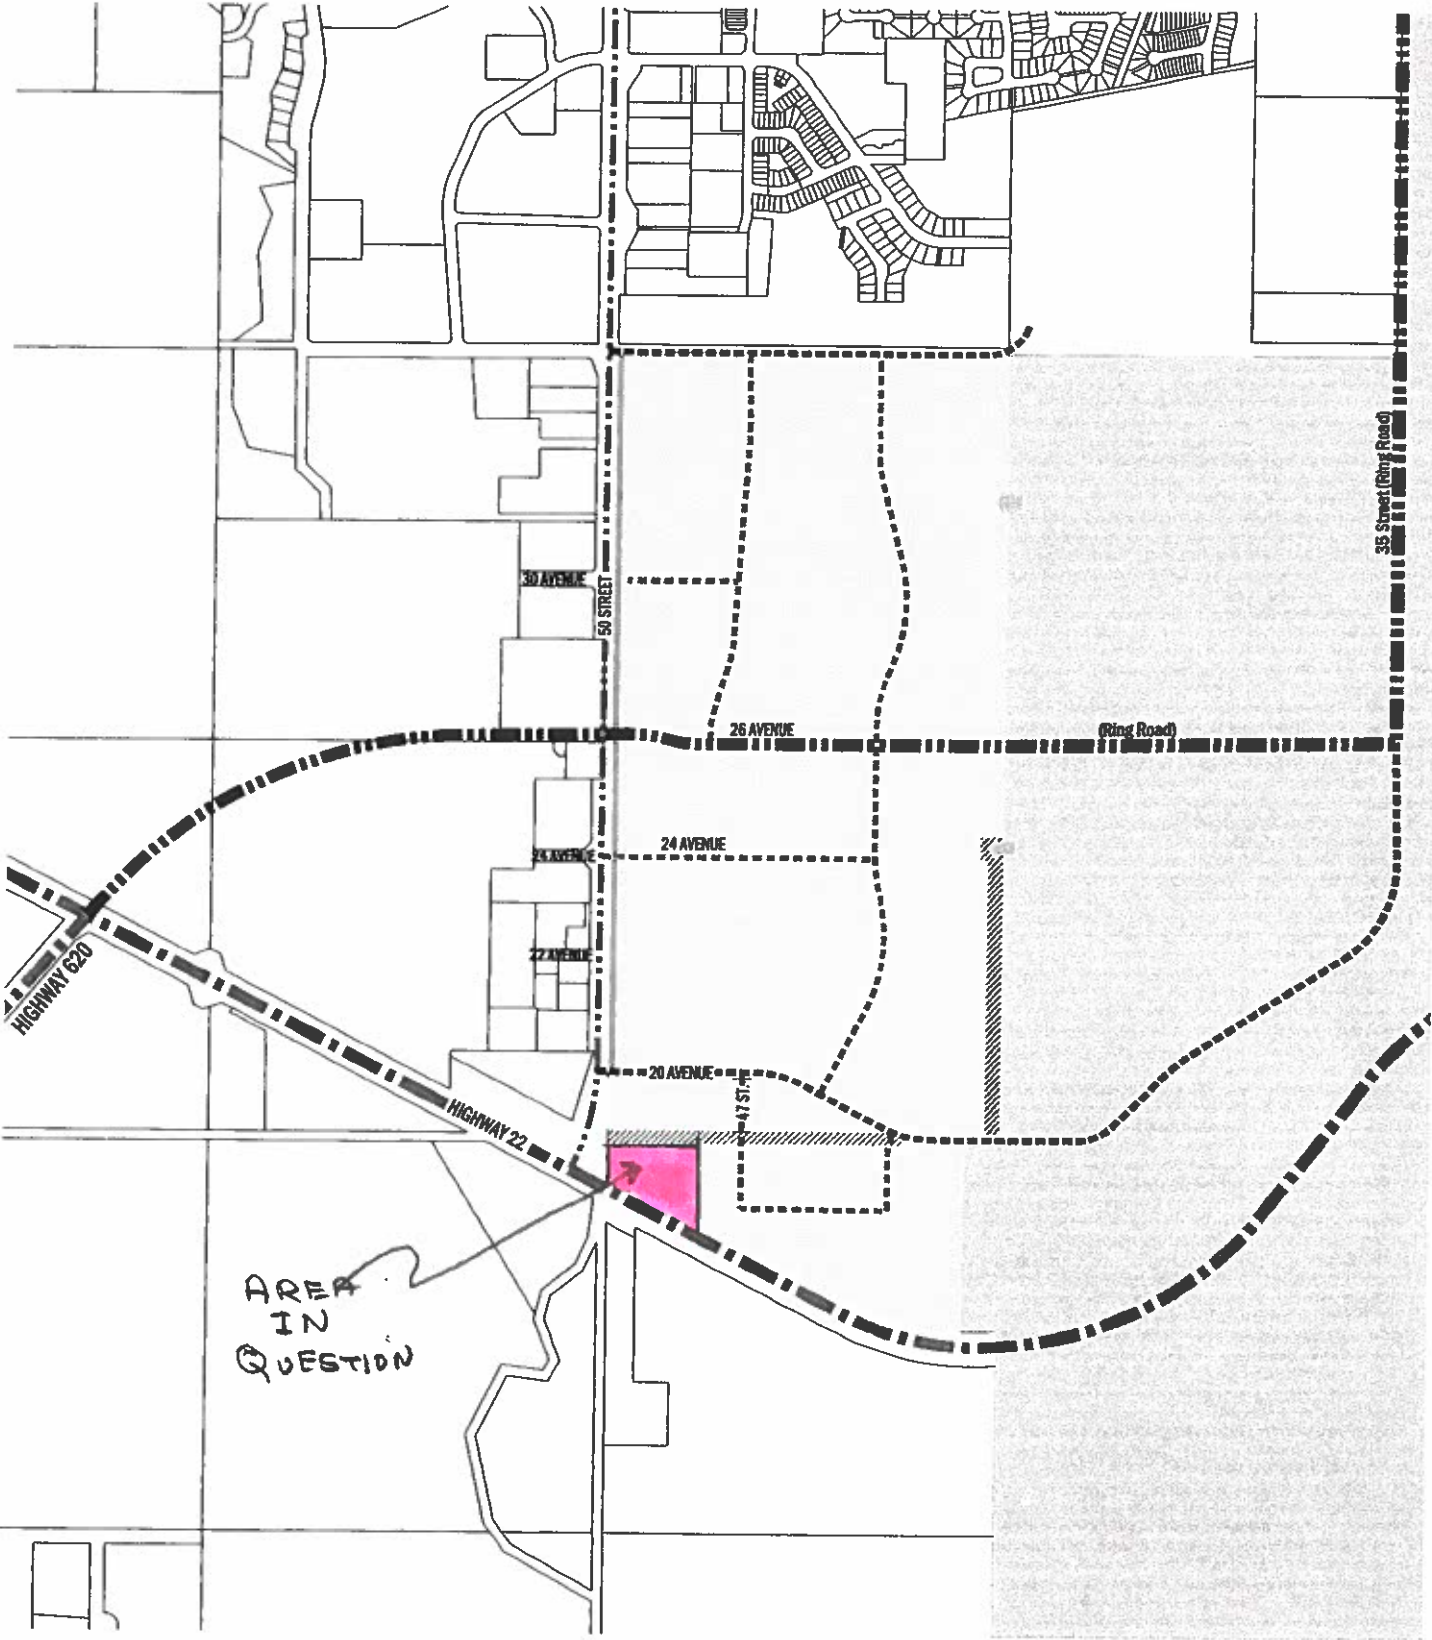 35 Street (Ring Road)
30 AVENUE
50 STREET
26 AVENUE
(Ring Road)
24 AVENUE
24 AVENUE
22 AVENUE
HIGHWAY 620
20 AVENUE
47 ST.
HIGHWAY 22
AREA
IN
QUESTION